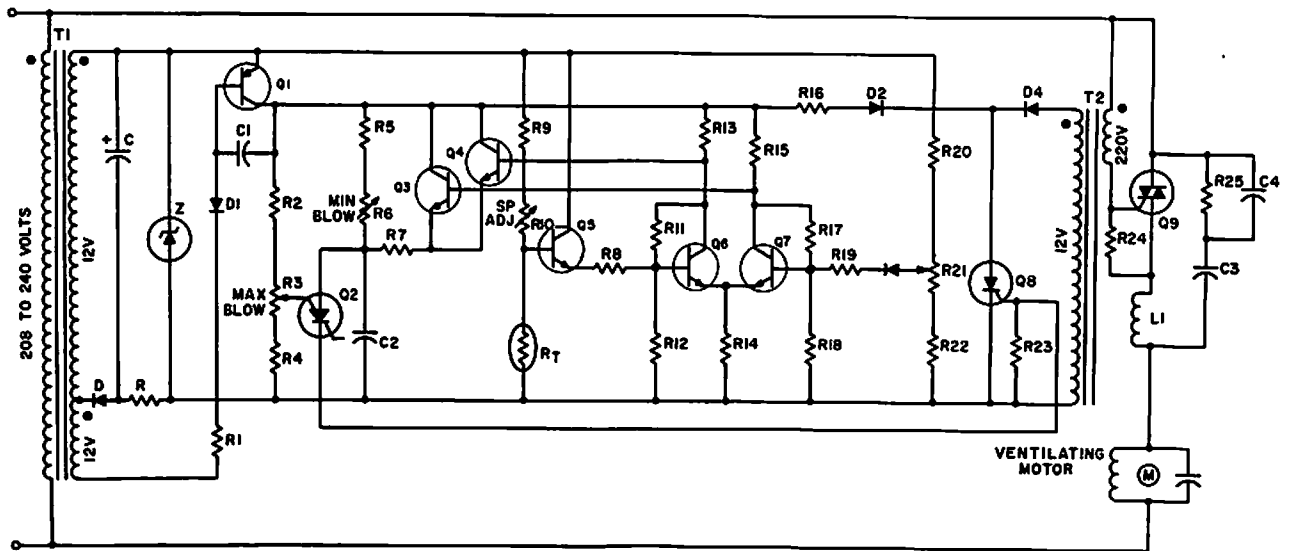 T1
208 TO 240 VOLTS
12V
12V
C
+
Z
D
R
Q1
C1
D1
R1
R2
R3
MAX BLOW
R4
R5
MIN BLOW
R6
Q2
C2
R7
Q3
Q4
R9
SP ADJ
R10
RT
Q5
R8
R11
R12
R13
Q6
R14
R15
Q7
R17
R18
R19
R16
D2
R20
R21
R22
Q8
R23
D4
T2
12V
220V
R24
Q9
R25
C4
C3
L1
VENTILATING
MOTOR
M